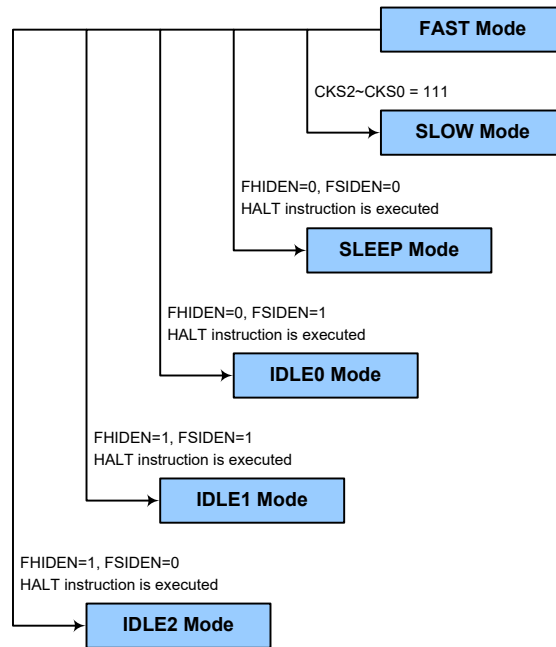 FAST Mode
CKS2~CKS0 = 111
SLOW Mode
FHIDEN=0, FSIDEN=0
HALT instruction is executed
SLEEP Mode
FHIDEN=0, FSIDEN=1
HALT instruction is executed
IDLE0 Mode
FHIDEN=1, FSIDEN=1
HALT instruction is executed
IDLE1 Mode
FHIDEN=1, FSIDEN=0
HALT instruction is executed
IDLE2 Mode